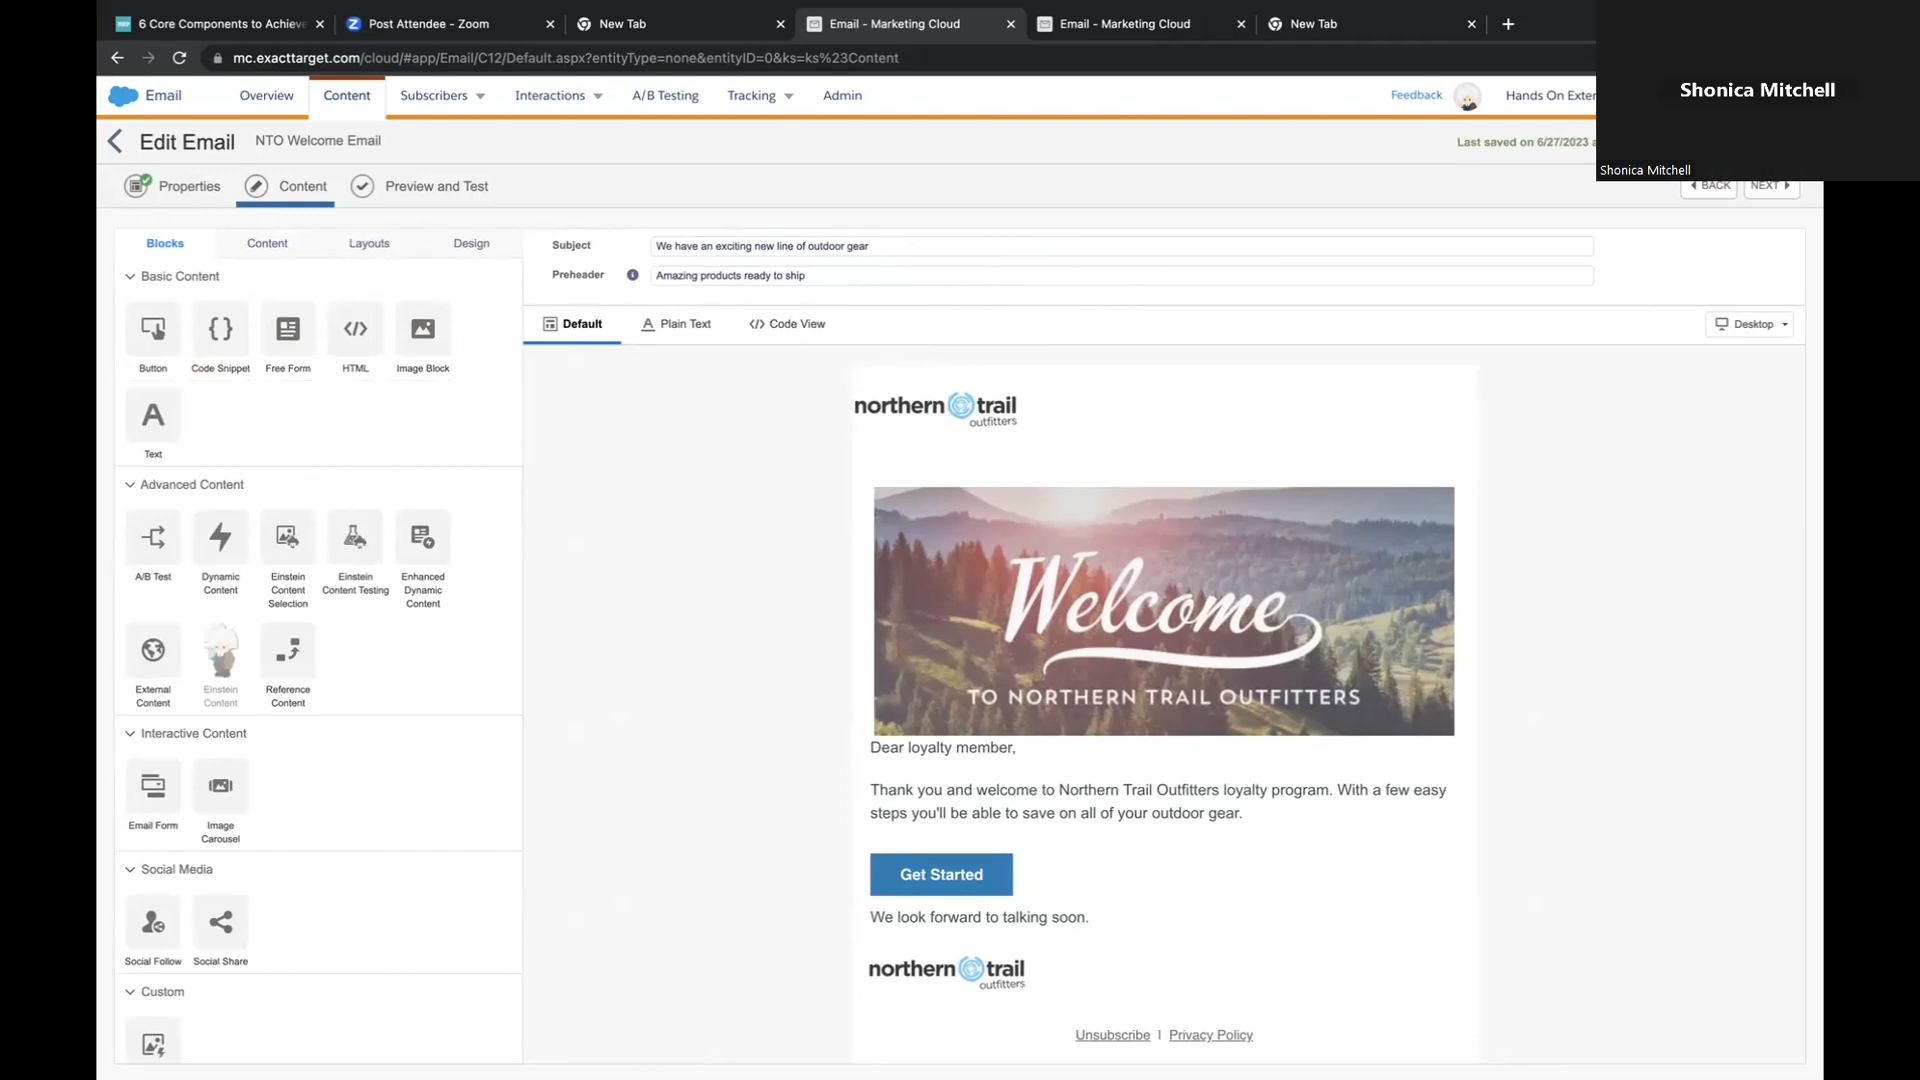 6 Core Components to Achieve
Post Attendee - Zoom
New Tab
Email - Marketing Cloud
Email - Marketing Cloud
New Tab
mc.exacttarget.com/cloud/#app/Email/C12/Default.aspx?entityType=none&entityID=0&ks=ks%23Content
Email
Overview
Content
Subscribers
Interactions
A/B Testing
Tracking
Admin
Feedback
Hands On Exter
Shonica Mitchell
Shonica Mitchell
Edit Email
NTO Welcome Email
Last saved on 6/27/2023 a
Properties
Content
Preview and Test
BACK
NEXT
Blocks
Content
Layouts
Design
Subject
We have an exciting new line of outdoor gear
Preheader
Amazing products ready to ship
Basic Content
Button
Code Snippet
Free Form
HTML
Image Block
Text
Default
Plain Text
Code View
Desktop
Advanced Content
A/B Test
Dynamic
Content
Einstein
Content
Selection
Einstein
Content Testing
Enhanced
Dynamic
Content
External
Content
Einstein
Content
Reference
Content
Interactive Content
Email Form
Image
Carousel
Social Media
Social Follow
Social Share
Custom
northern trail
outfitters
Welcome
TO NORTHERN TRAIL OUTFITTERS
Dear loyalty member,
Thank you and welcome to Northern Trail Outfitters loyalty program. With a few easy
steps you'll be able to save on all of your outdoor gear.
Get Started
We look forward to talking soon.
northern trail
outfitters
Unsubscribe | Privacy Policy